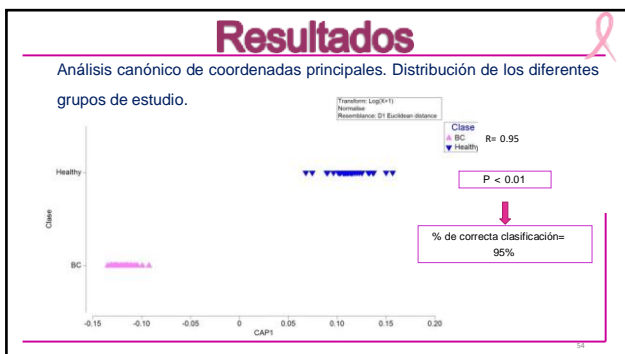 Resultados
Análisis canónico de coordenadas principales. Distribución de los diferentes
grupos de estudio.
Transform: Log(X+1)
Normalise
Resemblance: D1 Euclidean distance
Clase
BC
Healthy
R= 0.95
P < 0.01
% de correcta clasificación=
95%
Healthy
Clase
BC
-0.15 -0.10 -0.05 0 0.05 0.10 0.15 0.20
CAP1
54